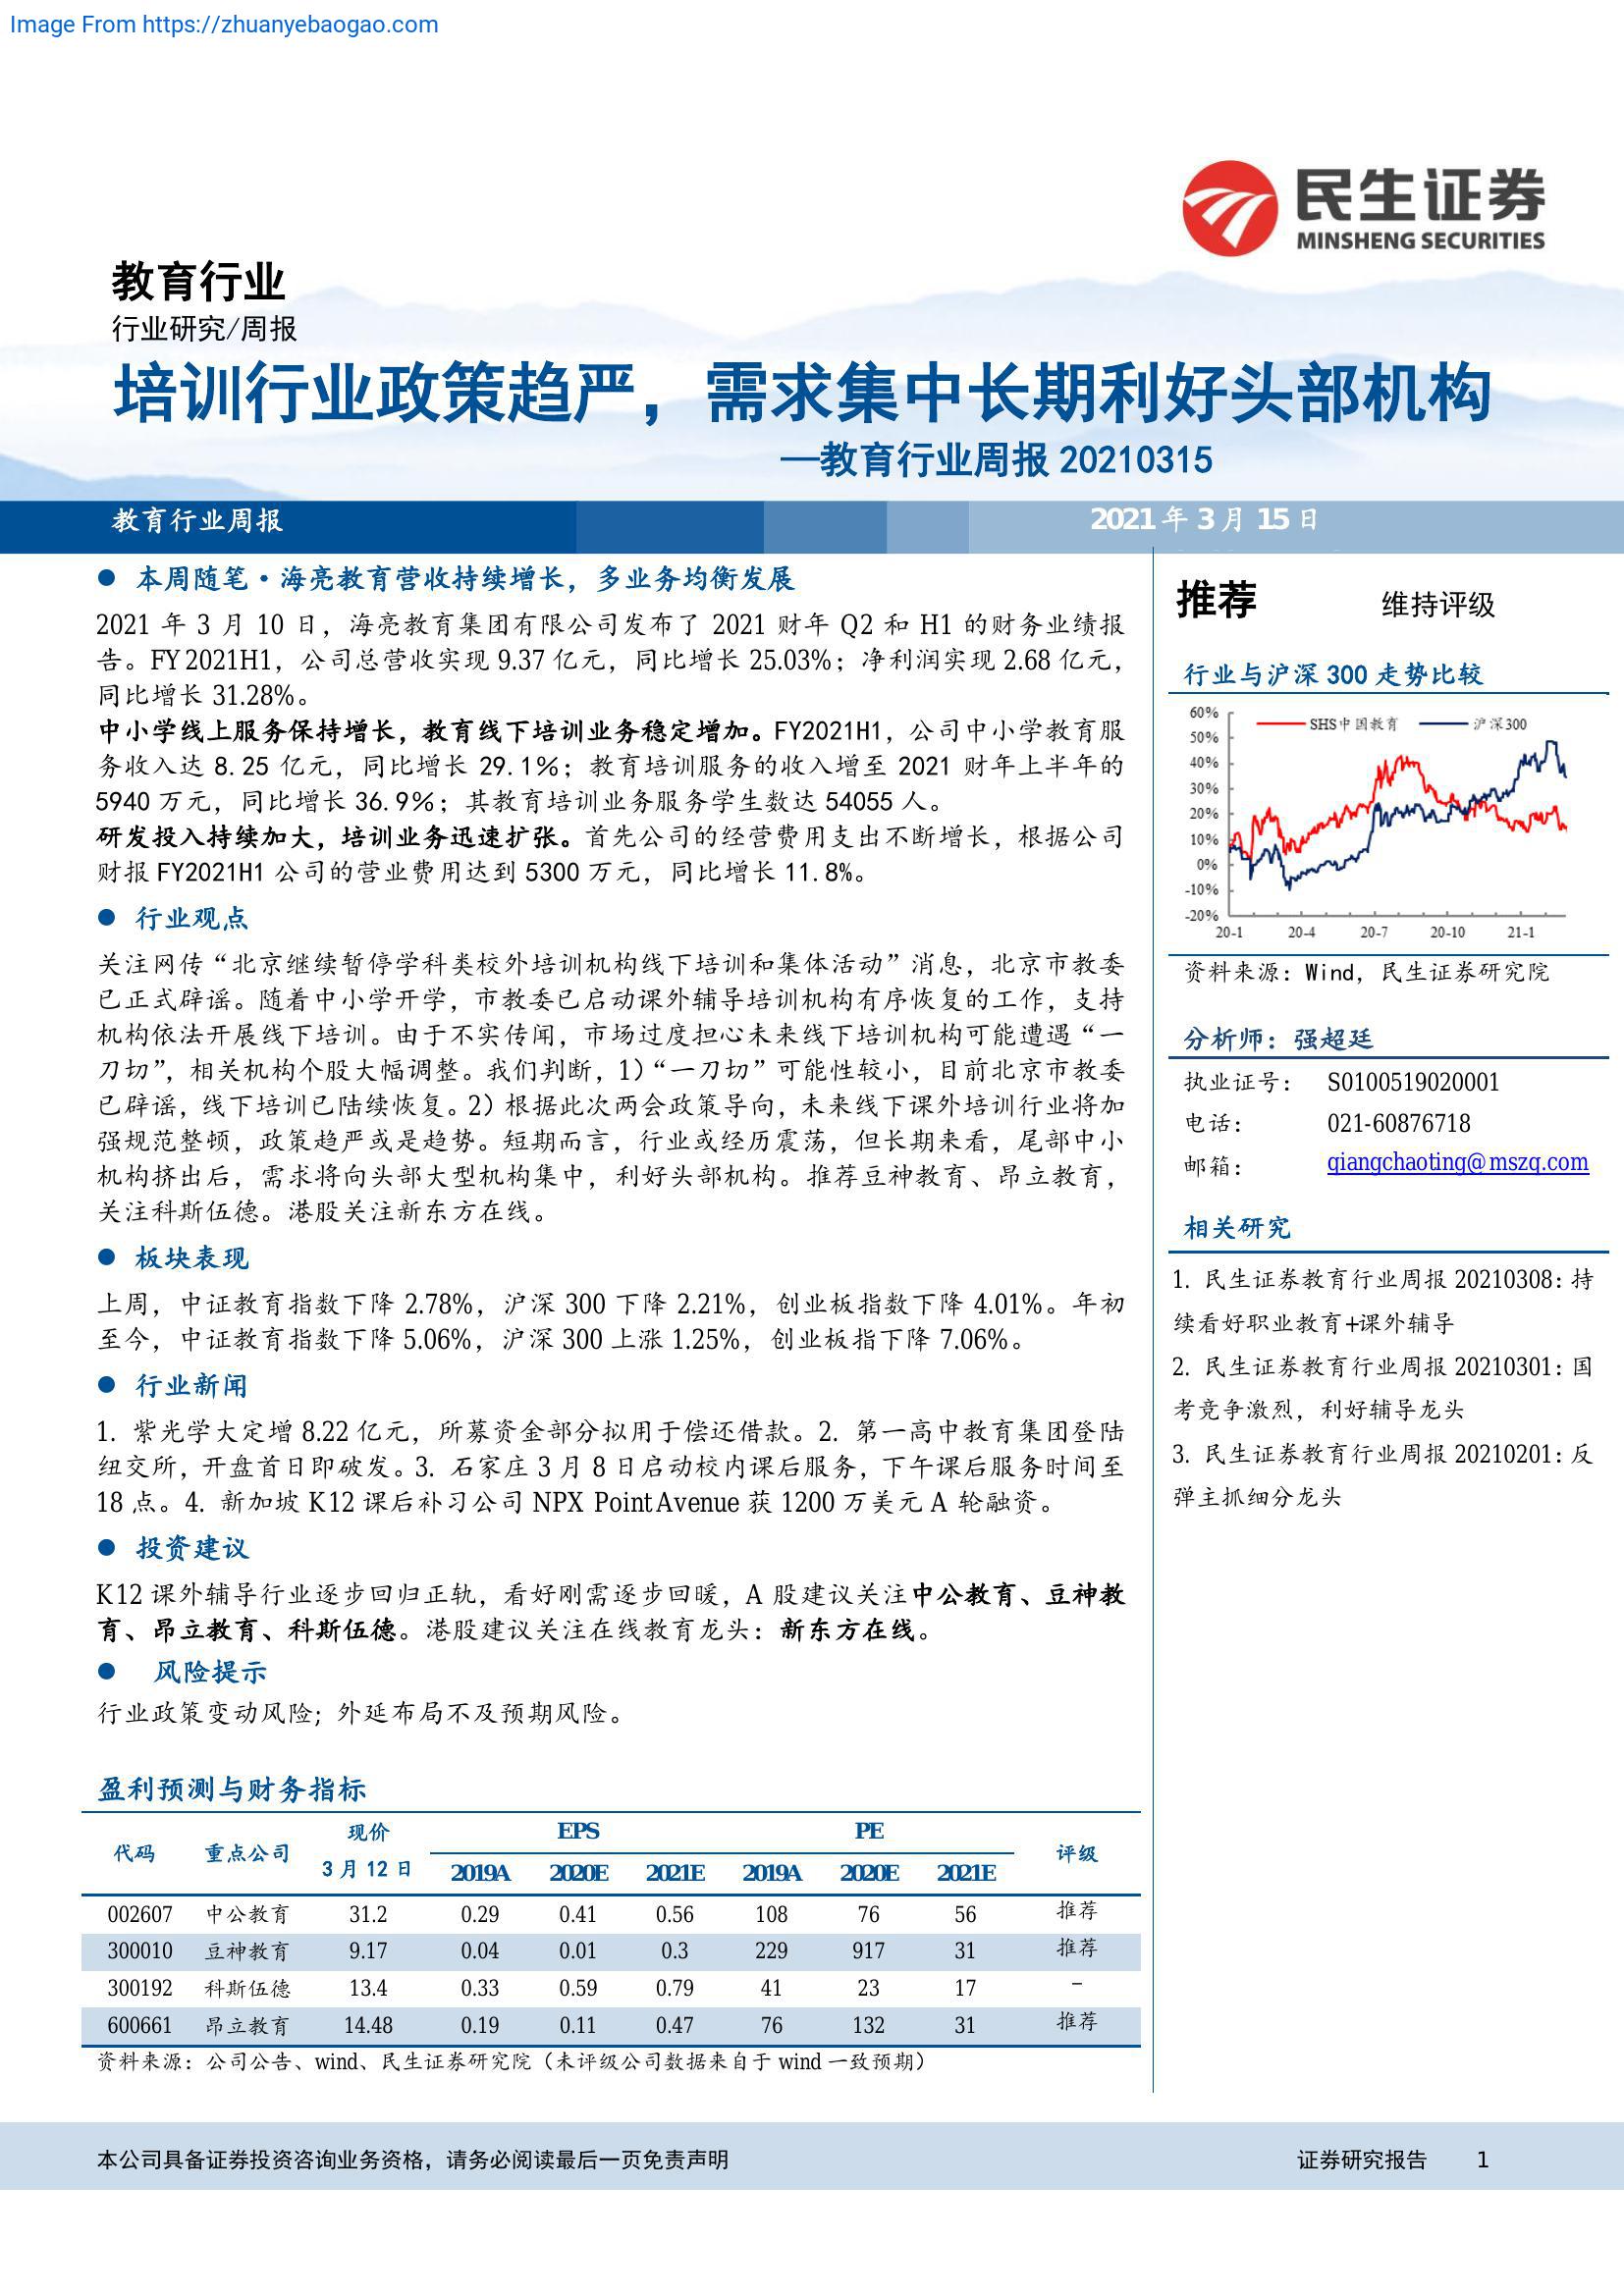 Image From https://zhuanyebaogao.com
民生证券
MINSHENG SECURITIES
教育行业
行业研究/周报
培训行业政策趋严，需求集中长期利好头部机构
—教育行业周报 20210315
教育行业周报
2021 年 3 月 15 日
● 本周随笔·海亮教育营收持续增长，多业务均衡发展
2021 年 3 月 10 日，海亮教育集团有限公司发布了 2021 财年 Q2 和 H1 的财务业绩报
告。FY2021H1，公司总营收实现 9.37 亿元，同比增长 25.03%；净利润实现 2.68 亿元，
同比增长 31.28%。
中小学线上服务保持增长，教育线下培训业务稳定增加。FY2021H1，公司中小学教育服
务收入达 8.25 亿元，同比增长 29.1%；教育培训服务的收入增至 2021 财年上半年的
5940 万元，同比增长 36.9%；其教育培训业务服务学生数达 54055 人。
研发投入持续加大，培训业务迅速扩张。首先公司的经营费用支出不断增长，根据公司
财报 FY2021H1 公司的营业费用达到 5300 万元，同比增长 11.8%。
● 行业观点
关注网传“北京继续暂停学科类校外培训机构线下培训和集体活动”消息，北京市教委
已正式辟谣。随着中小学开学，市教委已启动课外辅导培训机构有序恢复的工作，支持
机构依法开展线下培训。由于不实传闻，市场过度担心未来线下培训机构可能遭遇“一
刀切”，相关机构个股大幅调整。我们判断，1）“一刀切”可能性较小，目前北京市教委
已辟谣，线下培训已陆续恢复。2）根据此次两会政策导向，未来线下课外培训行业将加
强规范整顿，政策趋严或是趋势。短期而言，行业或经历震荡，但长期来看，尾部中小
机构挤出后，需求将向头部大型机构集中，利好头部机构。推荐豆神教育、昂立教育，
关注科斯伍德。港股关注新东方在线。
● 板块表现
上周，中证教育指数下降 2.78%，沪深 300 下降 2.21%，创业板指数下降 4.01%。年初
至今，中证教育指数下降 5.06%，沪深 300 上涨 1.25%，创业板指下降 7.06%。
● 行业新闻
1. 紫光学大定增 8.22 亿元，所募资金部分拟用于偿还借款。2. 第一高中教育集团登陆
纽交所，开盘首日即破发。3. 石家庄 3 月 8 日启动校内课后服务，下午课后服务时间至
18 点。4. 新加坡 K12 课后补习公司 NPX PointAvenue 获 1200 万美元 A 轮融资。
● 投资建议
K12 课外辅导行业逐步回归正轨，看好刚需逐步回暖，A 股建议关注中公教育、豆神教
育、昂立教育、科斯伍德。港股建议关注在线教育龙头：新东方在线。
● 风险提示
行业政策变动风险；外延布局不及预期风险。
盈利预测与财务指标
代码 重点公司 现价 EPS PE 评级
3 月 12 日 2019A 2020E 2021E 2019A 2020E 2021E
002607 中公教育 31.2 0.29 0.41 0.56 108 76 56 推荐
300010 豆神教育 9.17 0.04 0.01 0.3 229 917 31 推荐
300192 科斯伍德 13.4 0.33 0.59 0.79 41 23 17 –
600661 昂立教育 14.48 0.19 0.11 0.47 76 132 31 推荐
资料来源：公司公告、wind、民生证券研究院（未评级公司数据来自于 wind 一致预期）
推荐 维持评级
行业与沪深 300 走势比较
SHS中国教育 沪深300
60%
50%
40%
30%
20%
10%
0%
-10%
-20%
20-1 20-4 20-7 20-10 21-1
资料来源：Wind，民生证券研究院
分析师：强超廷
执业证号： S0100519020001
电话： 021-60876718
邮箱： qiangchaoting@mszq.com
相关研究
1. 民生证券教育行业周报 20210308：持
续看好职业教育+课外辅导
2. 民生证券教育行业周报 20210301：国
考竞争激烈，利好辅导龙头
3. 民生证券教育行业周报 20210201：反
弹主抓细分龙头
本公司具备证券投资咨询业务资格，请务必阅读最后一页免责声明
证券研究报告 1